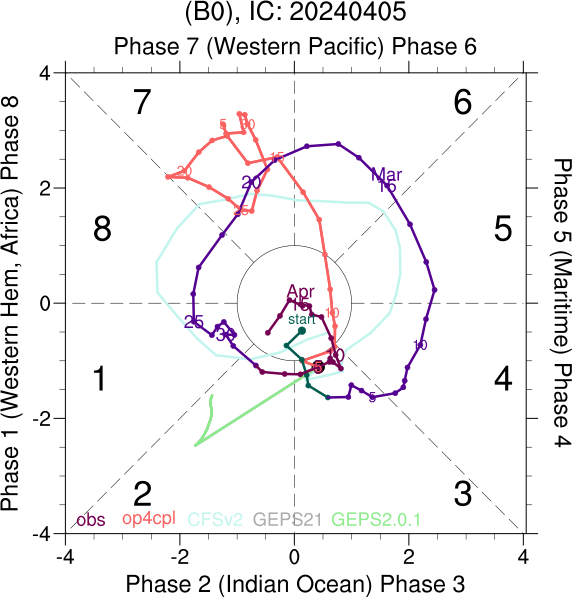 (B0), IC: 20240405
Phase 7 (Western Pacific) Phase 6
4
7
6
5
30
15
20
20
Mar
15
25
Phase 1 (Western Hem, Africa) Phase 8
2
8
5
Phase 5 (Maritime) Phase 4
Apr
15
0
25
start
10
10
1
4
-2
5
2
3
obs op4cpl CFSv2 GEPS21 GEPS2.0.1
-4
-4 -2 0 2 4
Phase 2 (Indian Ocean) Phase 3